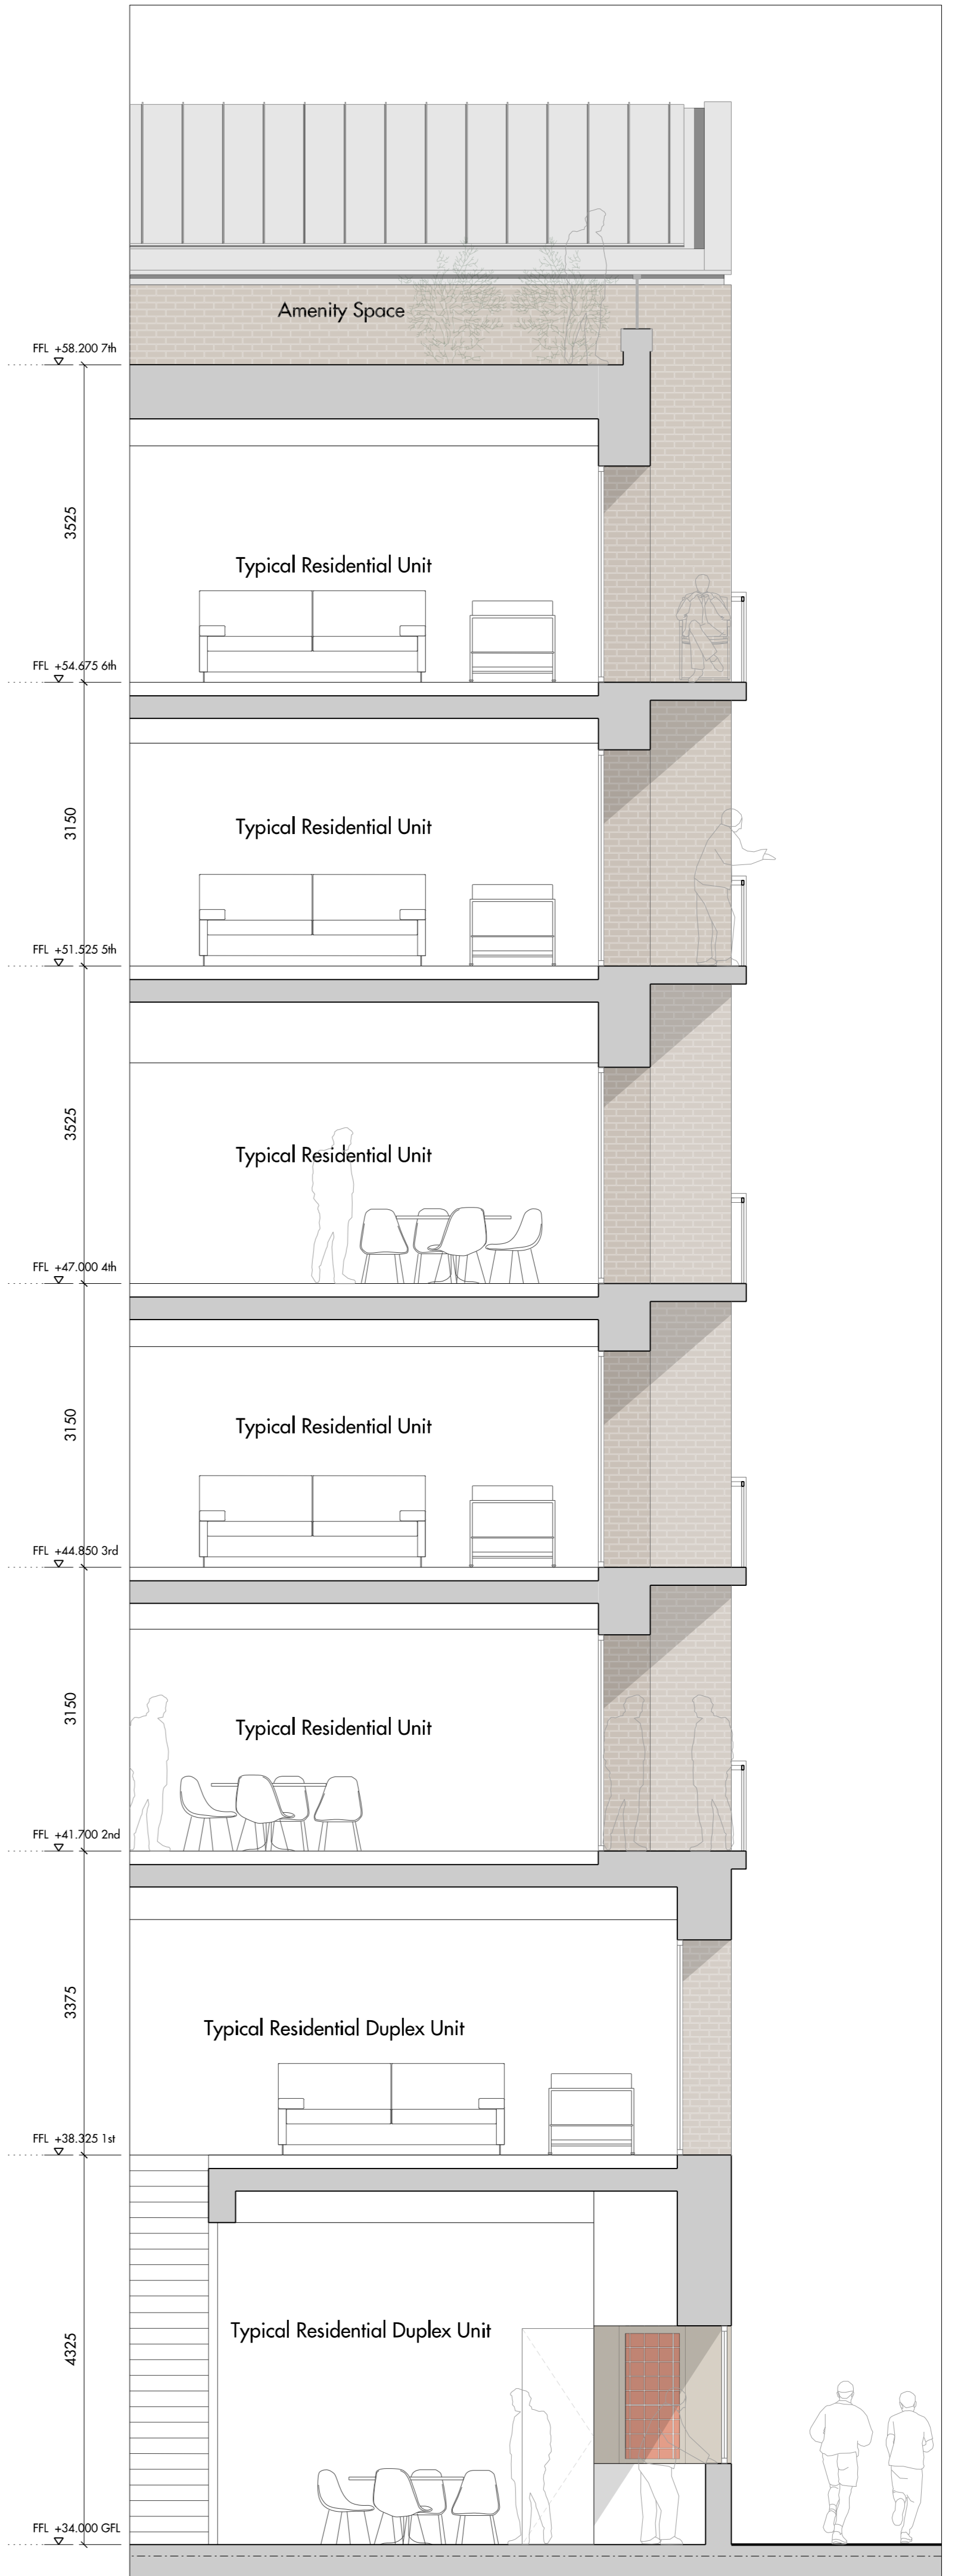 Amenity Space
FFL +58.200 7th
3525
Typical Residential Unit
FFL +54.675 6th
3150
Typical Residential Unit
FFL +51.525 5th
3525
Typical Residential Unit
FFL +47.000 4th
3150
Typical Residential Unit
FFL +44.850 3rd
3150
Typical Residential Unit
FFL +41.700 2nd
3375
Typical Residential Duplex Unit
FFL +38.325 1st
4325
Typical Residential Duplex Unit
FFL +34.000 GFL